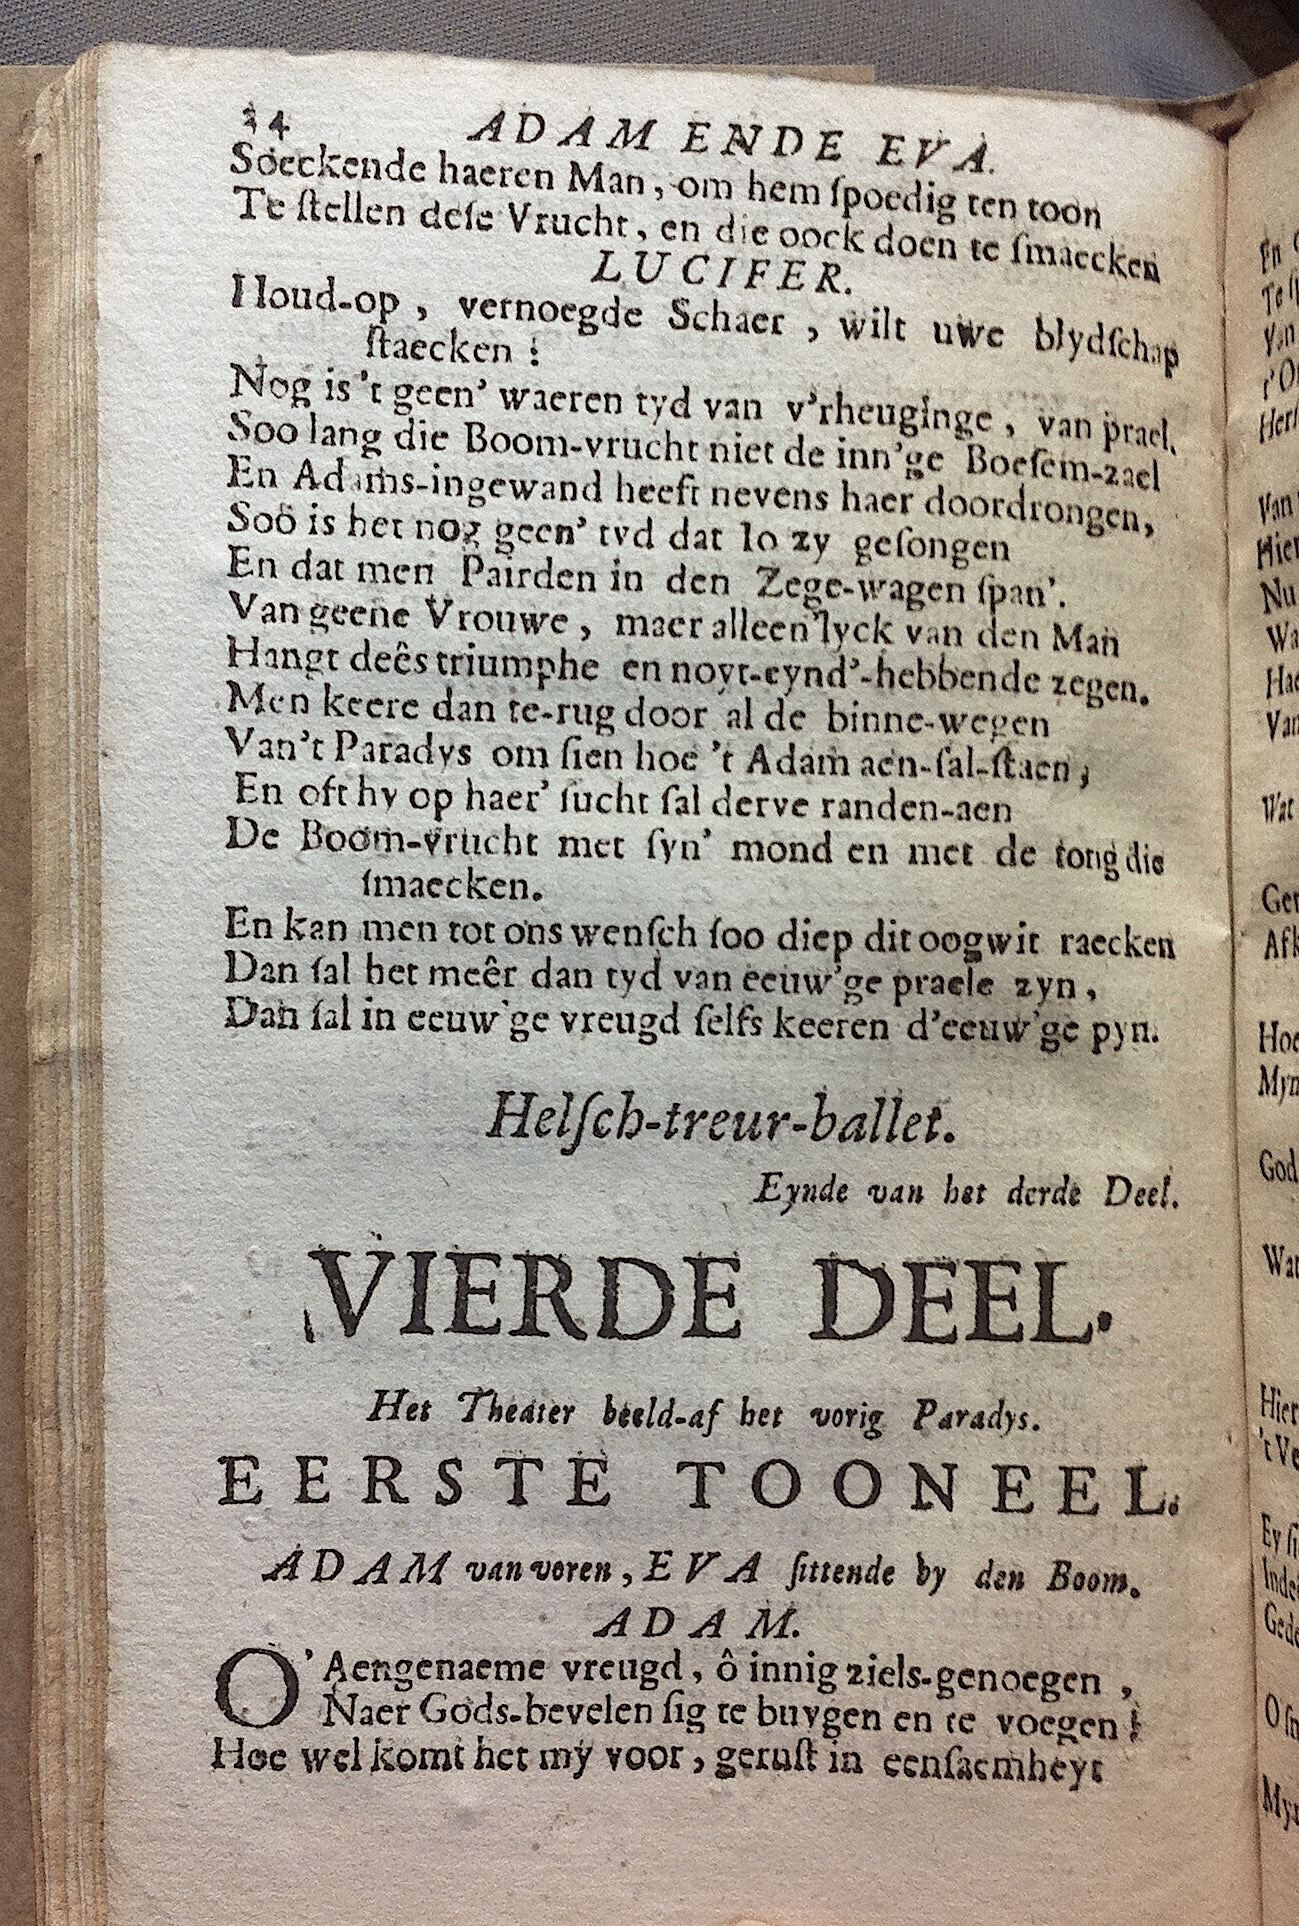 34 ADAM ENDE EVA.
Soeckende haeren Man, om hem ſpoedig ten toon
Te ſtellen deſe Vrucht, en die oock doen te ſmaecken
LUCIFER.
Houd-op, vernoegde Schaer, wilt uwe blydſchap
ſtaecken!
Nog is 't geen' waeren tyd van v'rheuginge, van prael.
Soo lang die Boom-vrucht niet de inn'ge Boeſem-zael
En Adams-ingewand heeft nevens haer doordrongen,
Soo is het nog geen' tyd dat Io zy geſongen
En dat men Pairden in den Zege-wagen ſpan'.
Van geene Vrouwe, maer alleen'lyck van den Man
Hangt deês triumphe en noyt-eynd'-hebbende zegen.
Men keere dan te-rug door al de binne-wegen
Van't Paradys om ſien hoe 't Adam aen-ſal-ſtaen;
En oft hy op haer' ſucht ſal derve randen-aen
De Boom-vrucht met ſyn' mond en met de tong die
ſmaecken.
En kan men tot ons wenſch ſoo diep dit oogwit raecken
Dan ſal het meêr dan tyd van eeuw'ge praele zyn,
Dan ſal in eeuw'ge vreugd ſelfs keeren d'eeuw'ge pyn.
Helſch-treur-ballet.
Eynde van het derde Deel.
VIERDE DEEL.
Het Theater beeld-af het vorig Paradys.
EERSTE TOONEEL.
ADAM van voren, EVA ſittende by den Boom.
ADAM.
O' Aengenaeme vreugd, ô innig ziels-genoegen,
Naer Gods-bevelen ſig te buygen en te voegen!
Hoe wel komt het my voor, geruſt in eenſaemheyt